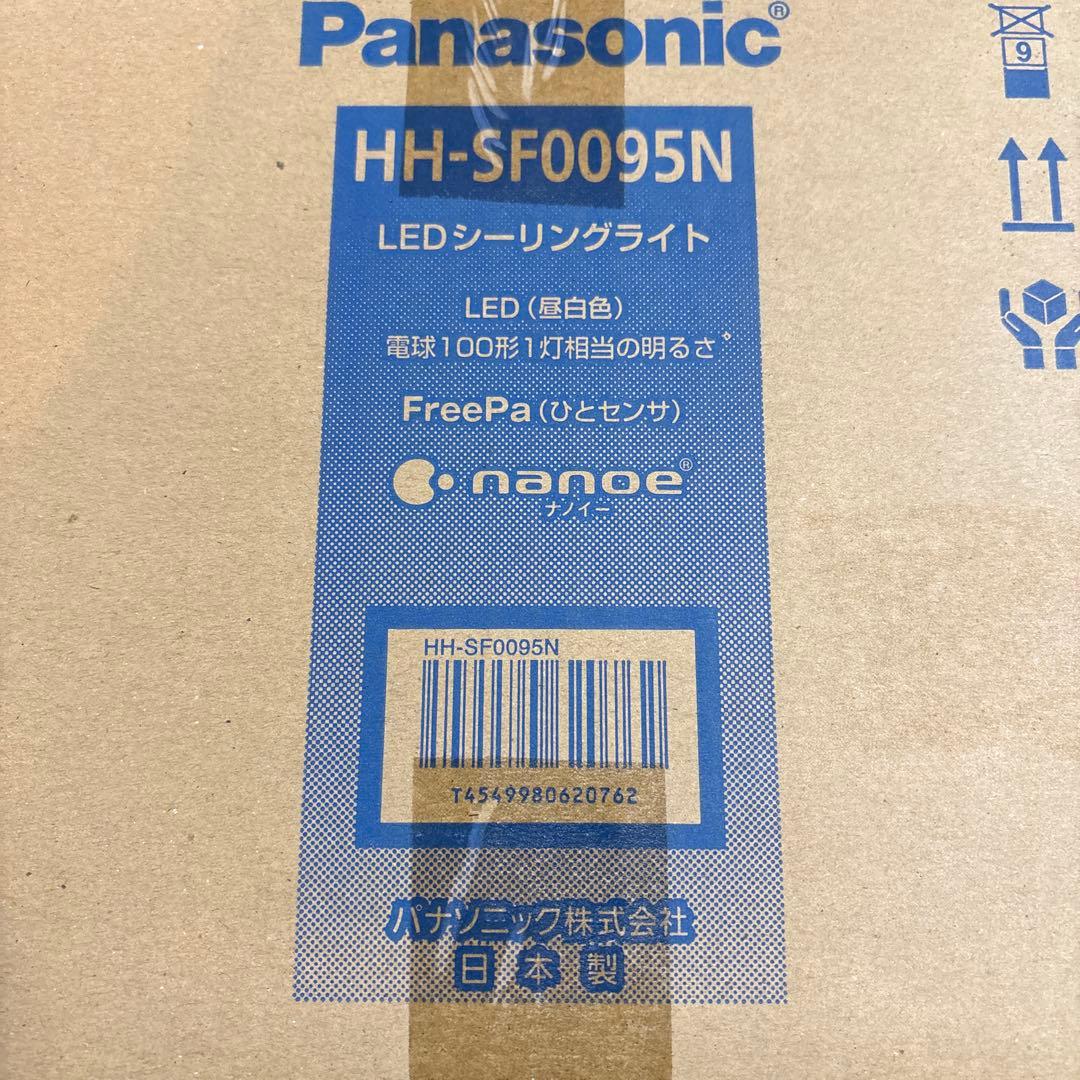 Panasonic®
9
HH-SF0095N
LEDシーリングライト
LED（昼白色）
電球100形1灯相当の明るさ
FreePa（ひとセンサ）
nanoe®
ナノイー
HH-SF0095N
T4549980620762
パナソニック株式会社
日本製